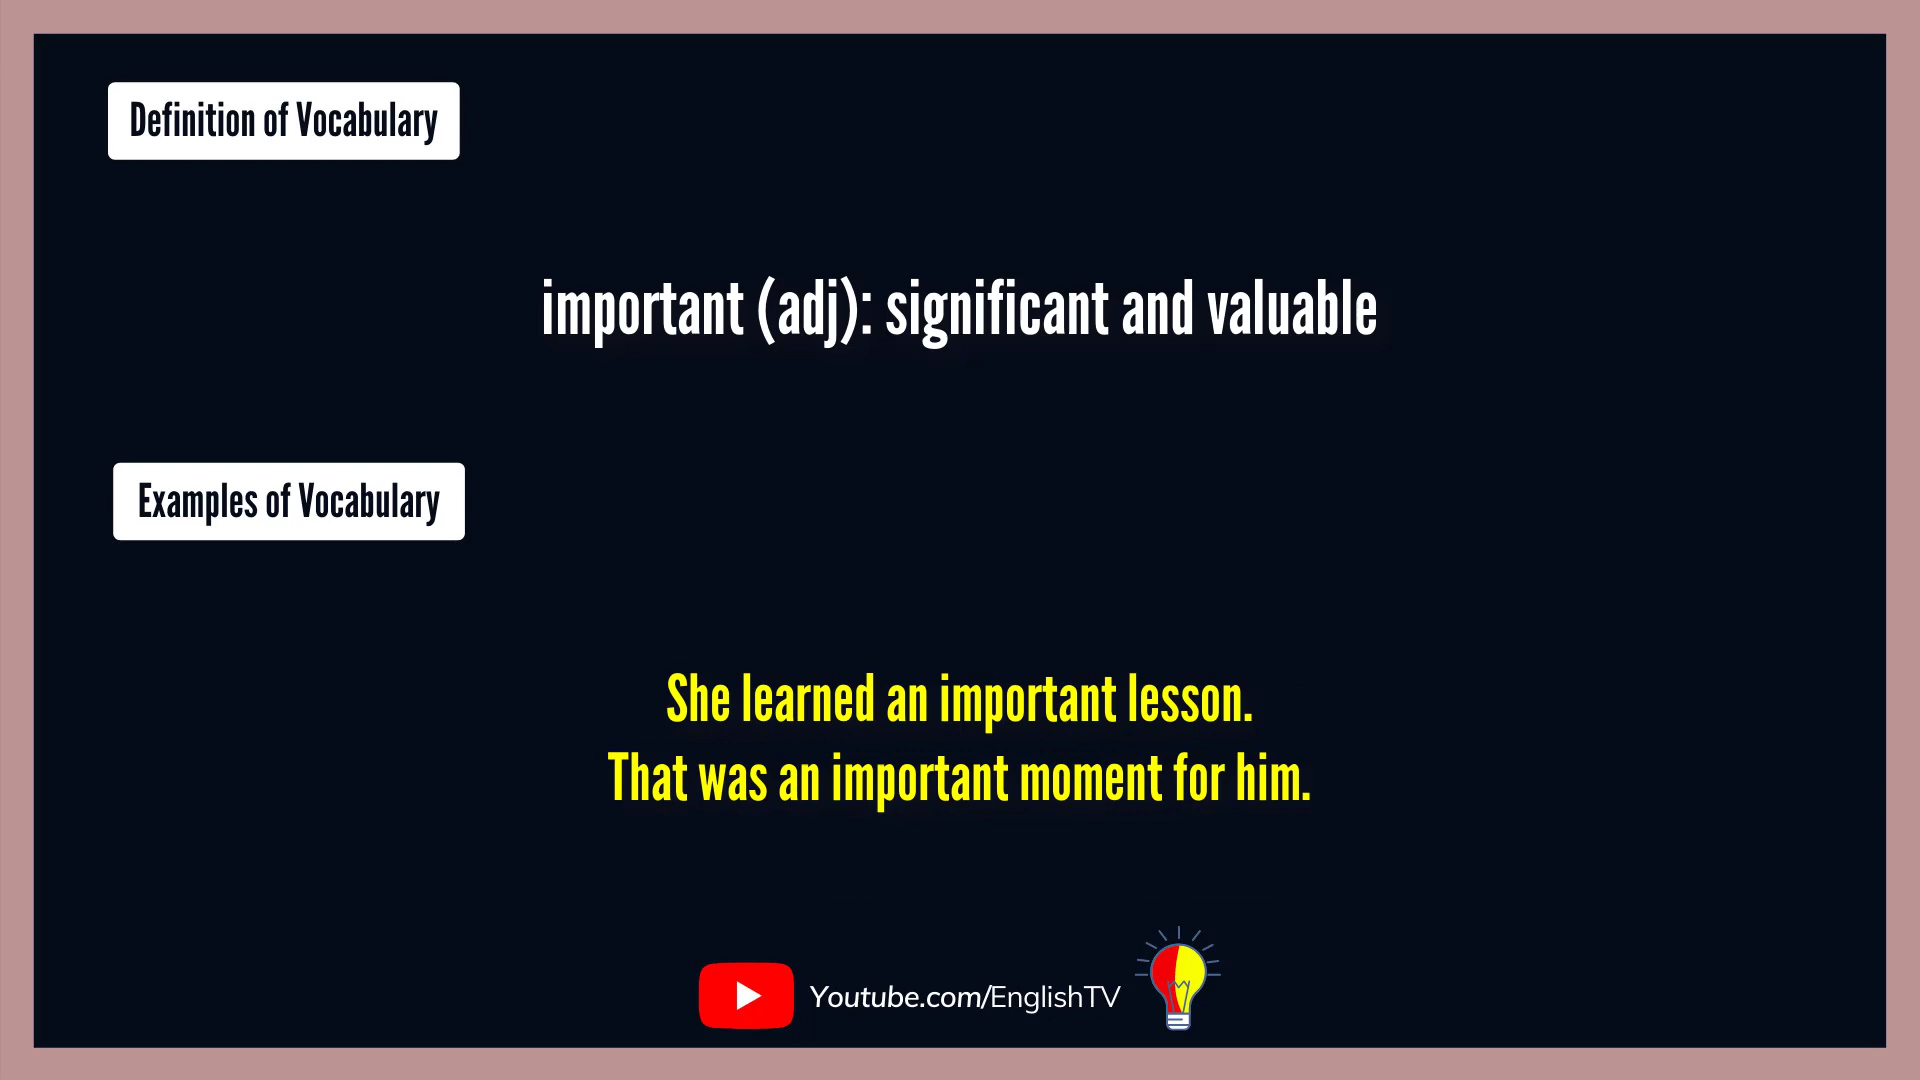 Definition of Vocabulary
important (adj): significant and valuable
Examples of Vocabulary
She learned an important lesson.
That was an important moment for him.
Youtube.com/EnglishTV